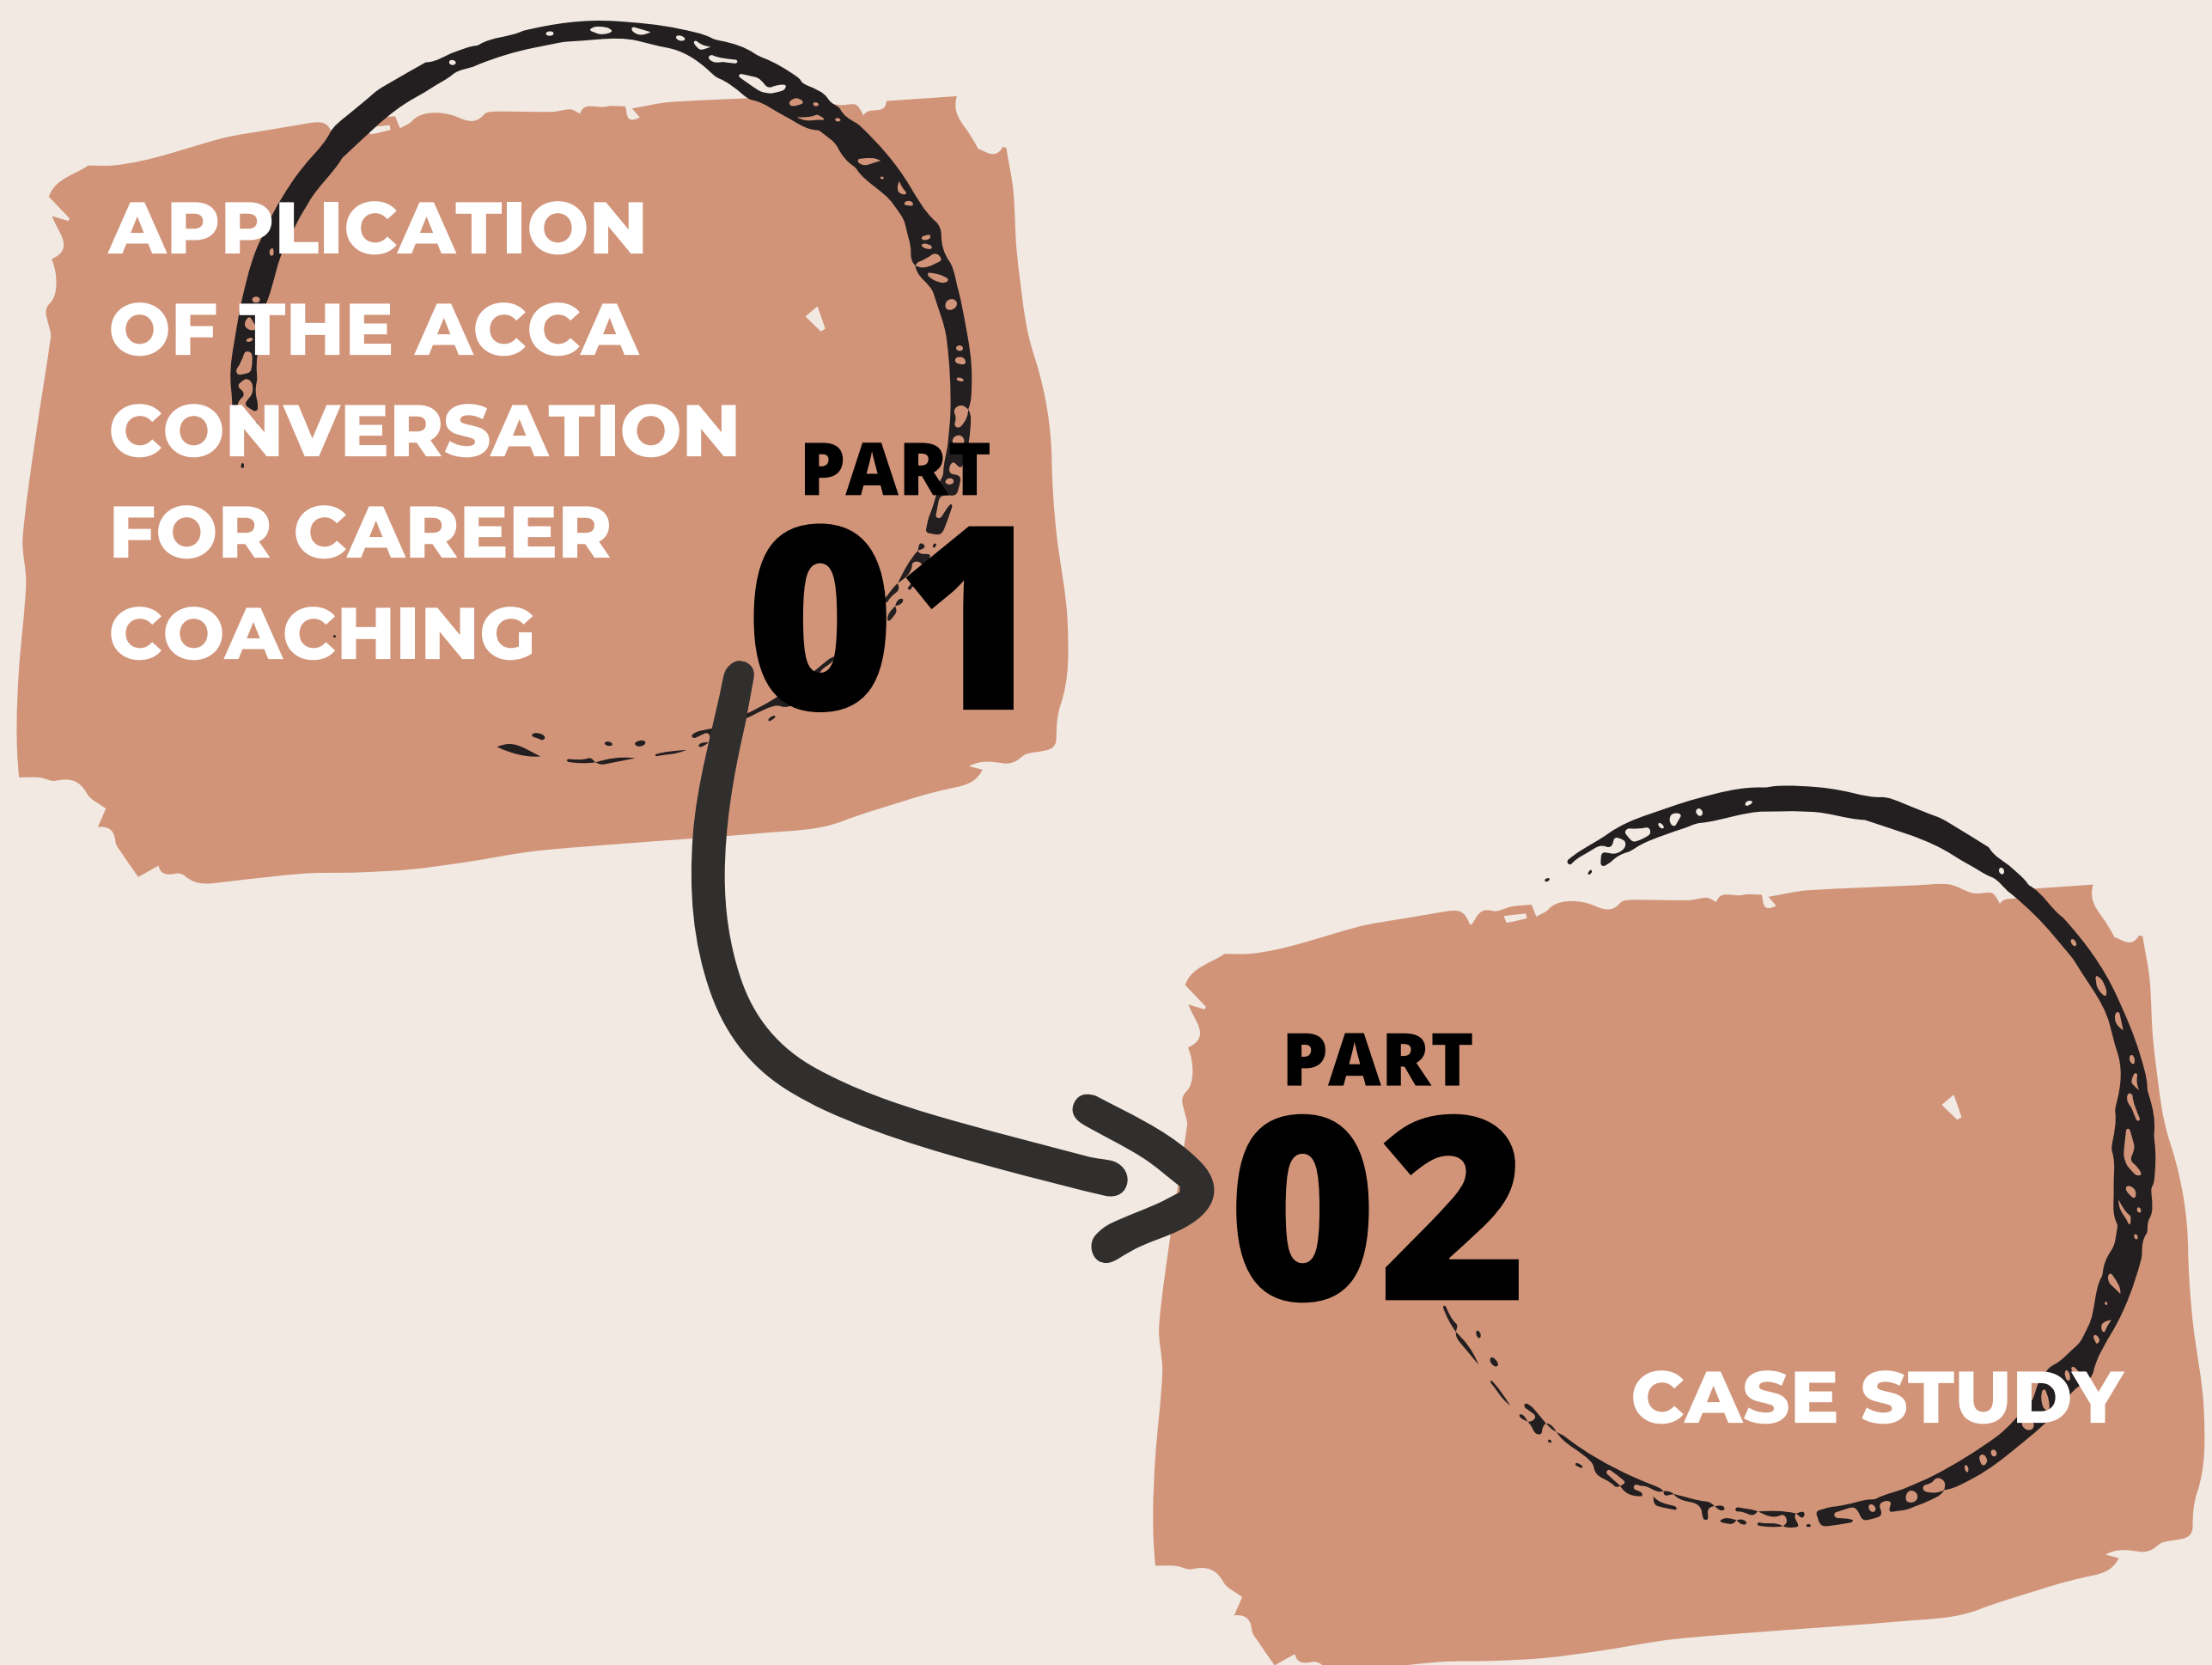 APPLICATION
OF THE ACCA
CONVERSATION
FOR CAREER
COACHING
PART
01
PART
02
CASE STUDY